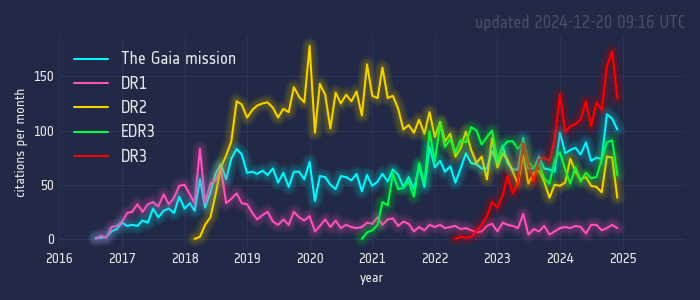 updated 2024-12-20 09:16 UTC
The Gaia mission
DR1
DR2
EDR3
DR3
citations per month
150
100
50
0
2016 2017 2018 2019 2020 2021 2022 2023 2024 2025
year